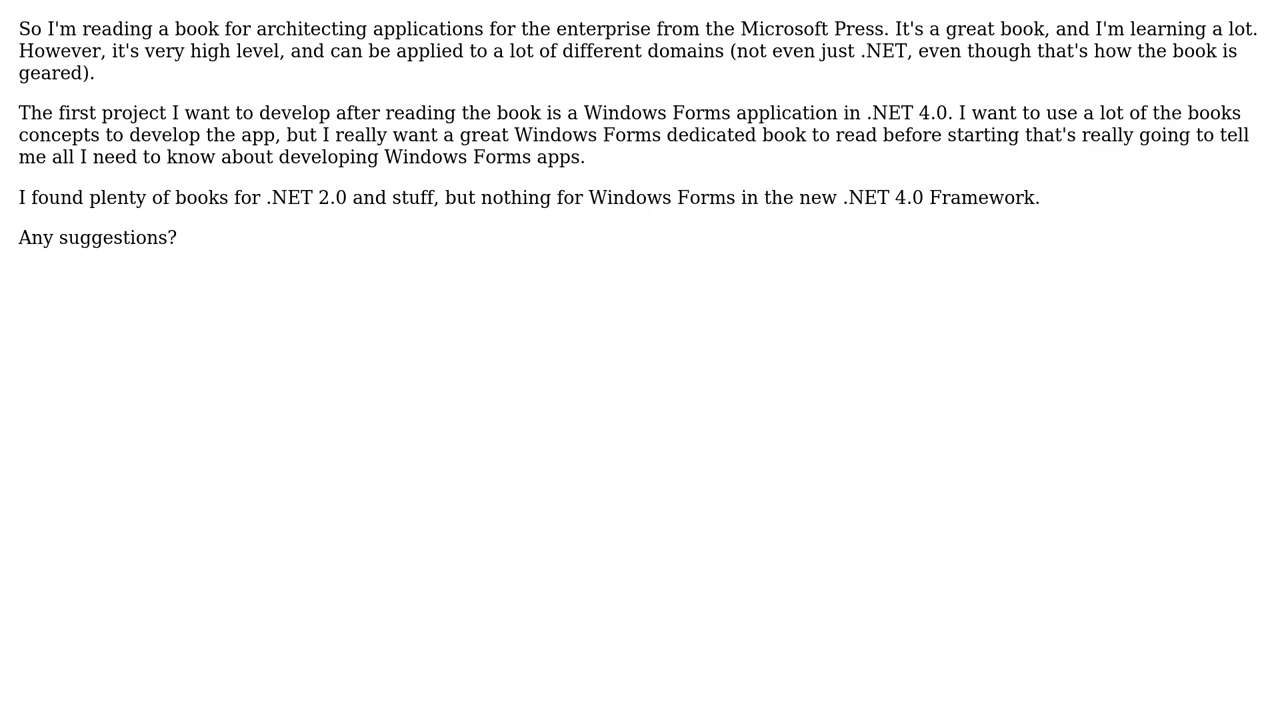 So I'm reading a book for architecting applications for the enterprise from the Microsoft Press. It's a great book, and I'm learning a lot.
However, it's very high level, and can be applied to a lot of different domains (not even just .NET, even though that's how the book is
geared).
The first project I want to develop after reading the book is a Windows Forms application in .NET 4.0. I want to use a lot of the books
concepts to develop the app, but I really want a great Windows Forms dedicated book to read before starting that's really going to tell
me all I need to know about developing Windows Forms apps.
I found plenty of books for .NET 2.0 and stuff, but nothing for Windows Forms in the new .NET 4.0 Framework.
Any suggestions?